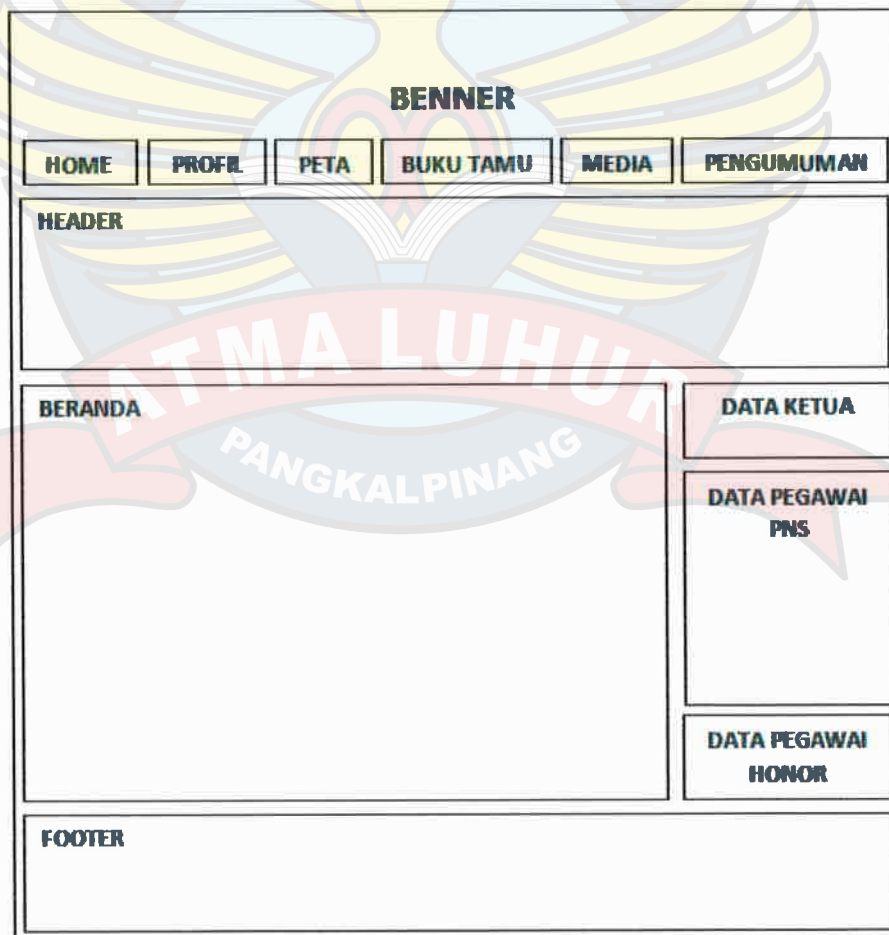 BENNER
HOME PROFIL PETA BUKU TAMU MEDIA PENGUMUMAN
HEADER
ATMA LUHUR
PANGKALPINANG
BERANDA
DATA KETUA
DATA PEGAWAI
PNS
DATA PEGAWAI
HONOR
FOOTER